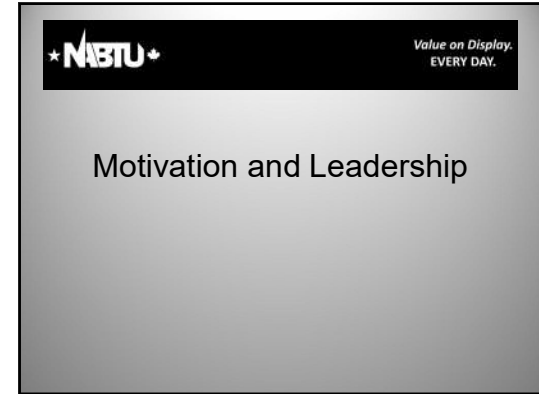 NABTU
Value on Display.
EVERY DAY.
Motivation and Leadership